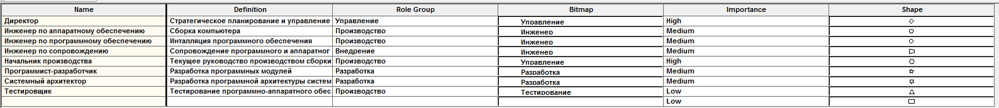 Name Definition Role Group Bitmap Importance Shape
Директор Стратегическое планирование и управление Управление Управление High
Инженер по аппаратному обеспечению Сборка компьютера Производство Инженер Medium
Инженер по программному обеспечению Инталляция программного обеспечения Производство Инженер Medium
Инженер по сопровождению Сопровождение программного и аппаратног Внедрение Инженер Medium
Начальник производства Текущее руководство производством сборки Производство Управление High
Программист-разработчик Разработка программных модулей Разработка Разработка Medium
Системный архитектор Разработка программной архитектуры систем Разработка Разработка Medium
Тестировщик Тестирование программно-аппаратного обес Производство Тестирование Low
Low